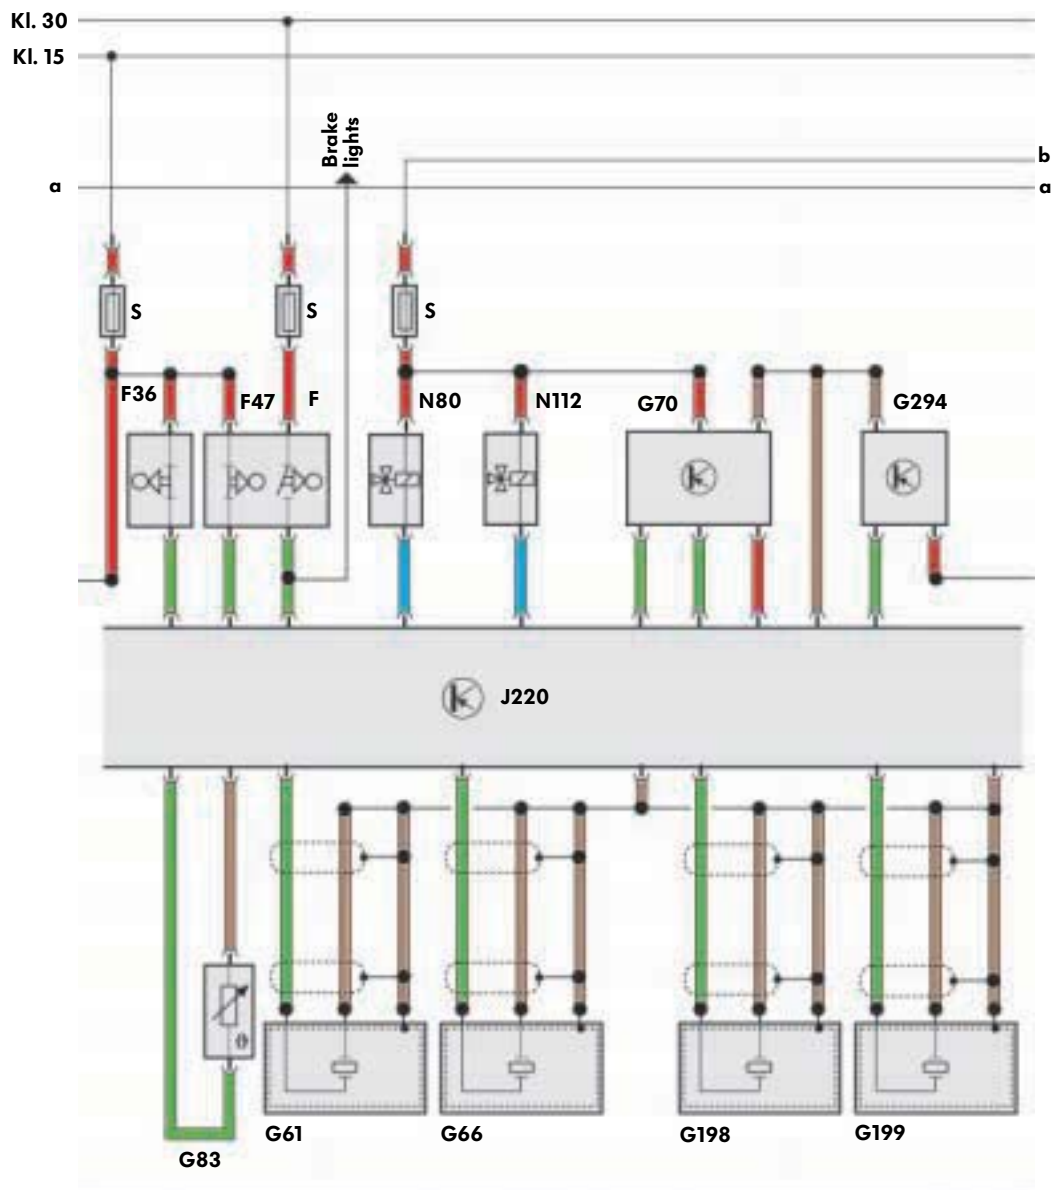 Kl. 30
Kl. 15
Brake
lights
b
a
a
S
S
S
F36
F47
F
N80
N112
G70
G294
J220
ϑ
G61
G66
G198
G199
G83